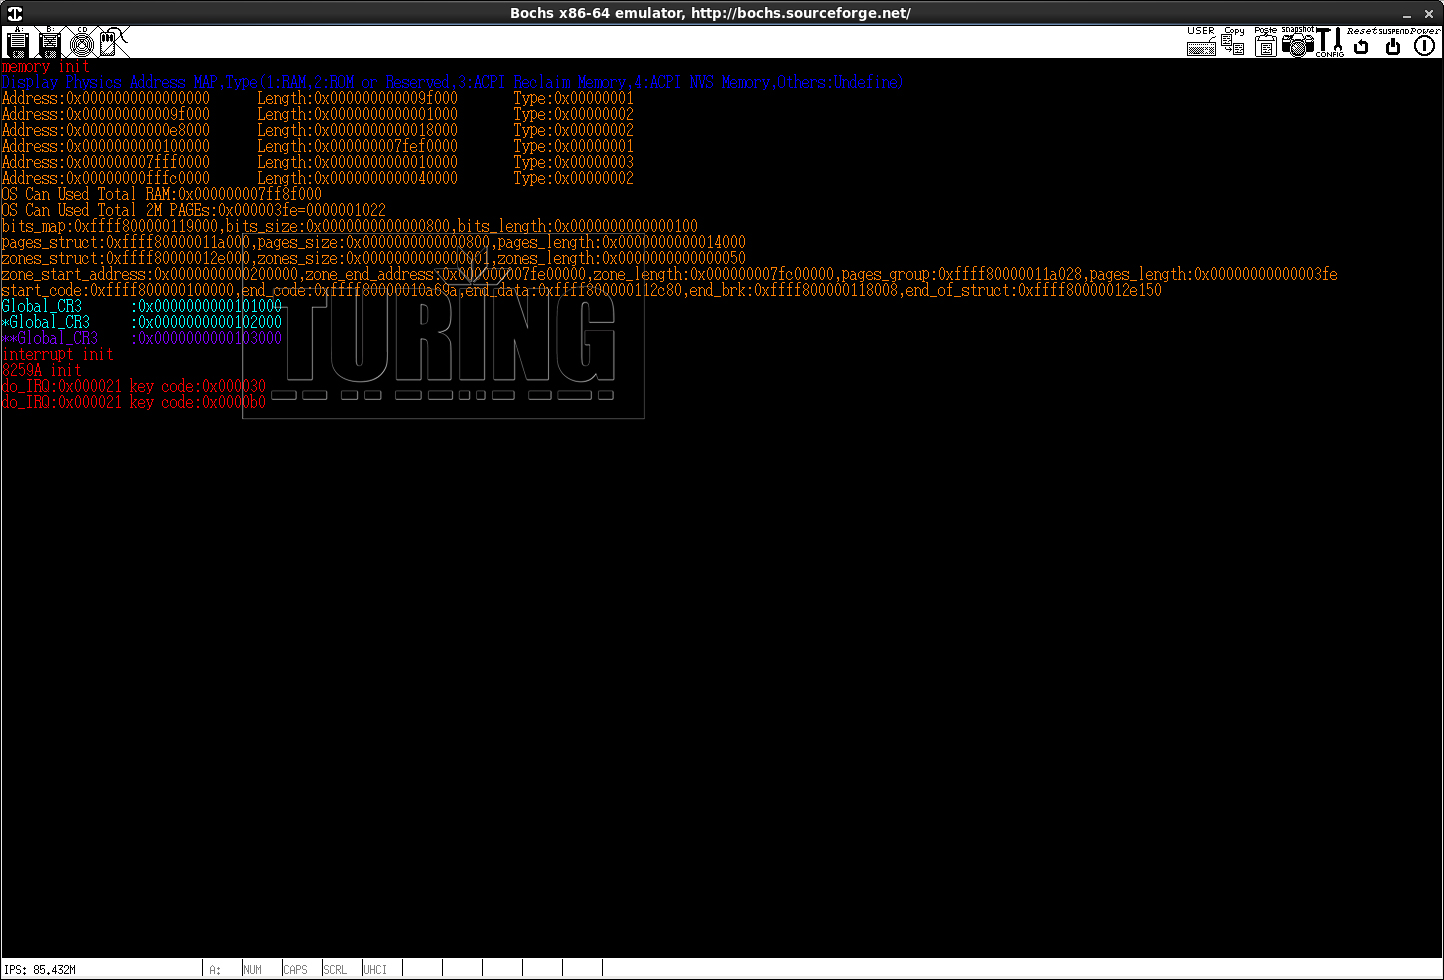 Bochs x86-64 emulator, http://bochs.sourceforge.net/
A: B: CD USER Copy Paste snapshot CONFIG Reset SUSPEND Power
memory init
Display Physics Address MAP,Type(1:RAM,2:ROM or Reserved,3:ACPI Reclaim Memory,4:ACPI NVS Memory,Others:Undefine)
Address:0x0000000000000000 Length:0x000000000009f000 Type:0x00000001
Address:0x000000000009f000 Length:0x0000000000001000 Type:0x00000002
Address:0x00000000000e8000 Length:0x0000000000018000 Type:0x00000002
Address:0x0000000000100000 Length:0x000000007fef0000 Type:0x00000001
Address:0x000000007fff0000 Length:0x0000000000010000 Type:0x00000003
Address:0x00000000fffc0000 Length:0x0000000000040000 Type:0x00000002
OS Can Used Total RAM:0x000000007ff8f000
OS Can Used Total 2M PAGEs:0x000003fe=0000001022
bits_map:0xffff800000119000,bits_size:0x0000000000000800,bits_length:0x0000000000000100
pages_struct:0xffff80000011a000,pages_size:0x0000000000000800,pages_length:0x0000000000014000
zones_struct:0xffff80000012e000,zones_size:0x0000000000000001,zones_length:0x0000000000000050
zone_start_address:0x0000000000200000,zone_end_address:0x000000007fe00000,zone_length:0x000000007fc00000,pages_group:0xffff80000011a028,pages_length:0x00000000000003fe
start_code:0xffff800000100000,end_code:0xffff80000010a69a,end_data:0xffff800000112c80,end_brk:0xffff800000118008,end_of_struct:0xffff80000012e150
Global_CR3 :0x0000000000101000
*Global_CR3 :0x0000000000102000
**Global_CR3 :0x0000000000103000
interrupt init
8259A init
do_IRQ:0x000021 key code:0x000030
do_IRQ:0x000021 key code:0x0000b0
TURING
IPS: 85.432M A: NUM CAPS SCRL UHCI